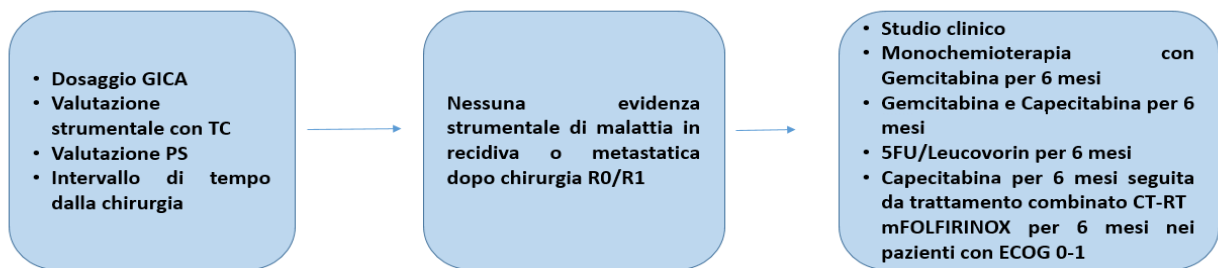 • Dosaggio GICA
• Valutazione
strumentale con TC
• Valutazione PS
• Intervallo di tempo
dalla chirurgia
Nessuna evidenza
strumentale di malattia in
recidiva o metastatica
dopo chirurgia R0/R1
• Studio clinico
• Monochemioterapia con
Gemcitabina per 6 mesi
• Gemcitabina e Capecitabina per 6
mesi
• 5FU/Leucovorin per 6 mesi
• Capecitabina per 6 mesi seguita
da trattamento combinato CT-RT
mFOLFIRINOX per 6 mesi nei
pazienti con ECOG 0-1